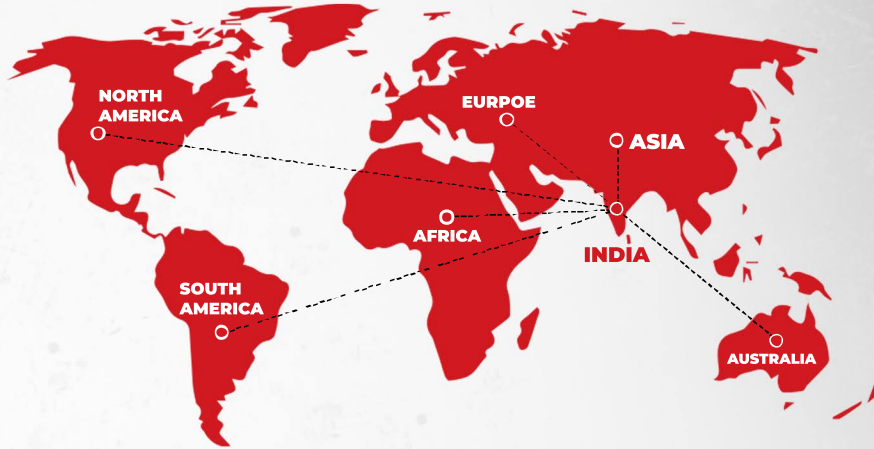 NORTH
AMERICA
EURPOE
ASIA
AFRICA
INDIA
SOUTH
AMERICA
AUSTRALIA